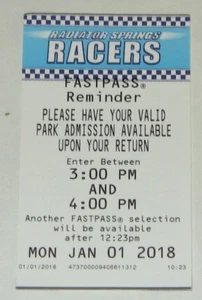 RADIATOR SPRINGS
RACERS
FASTPASS®
Reminder
PLEASE HAVE YOUR VALID
PARK ADMISSION AVAILABLE
UPON YOUR RETURN
Enter Between
3:00 PM
AND
4:00 PM
Another FASTPASS® selection
will be available
after 12:23pm
MON JAN 01 2018
01/01/2018 473700009406611312 10:23